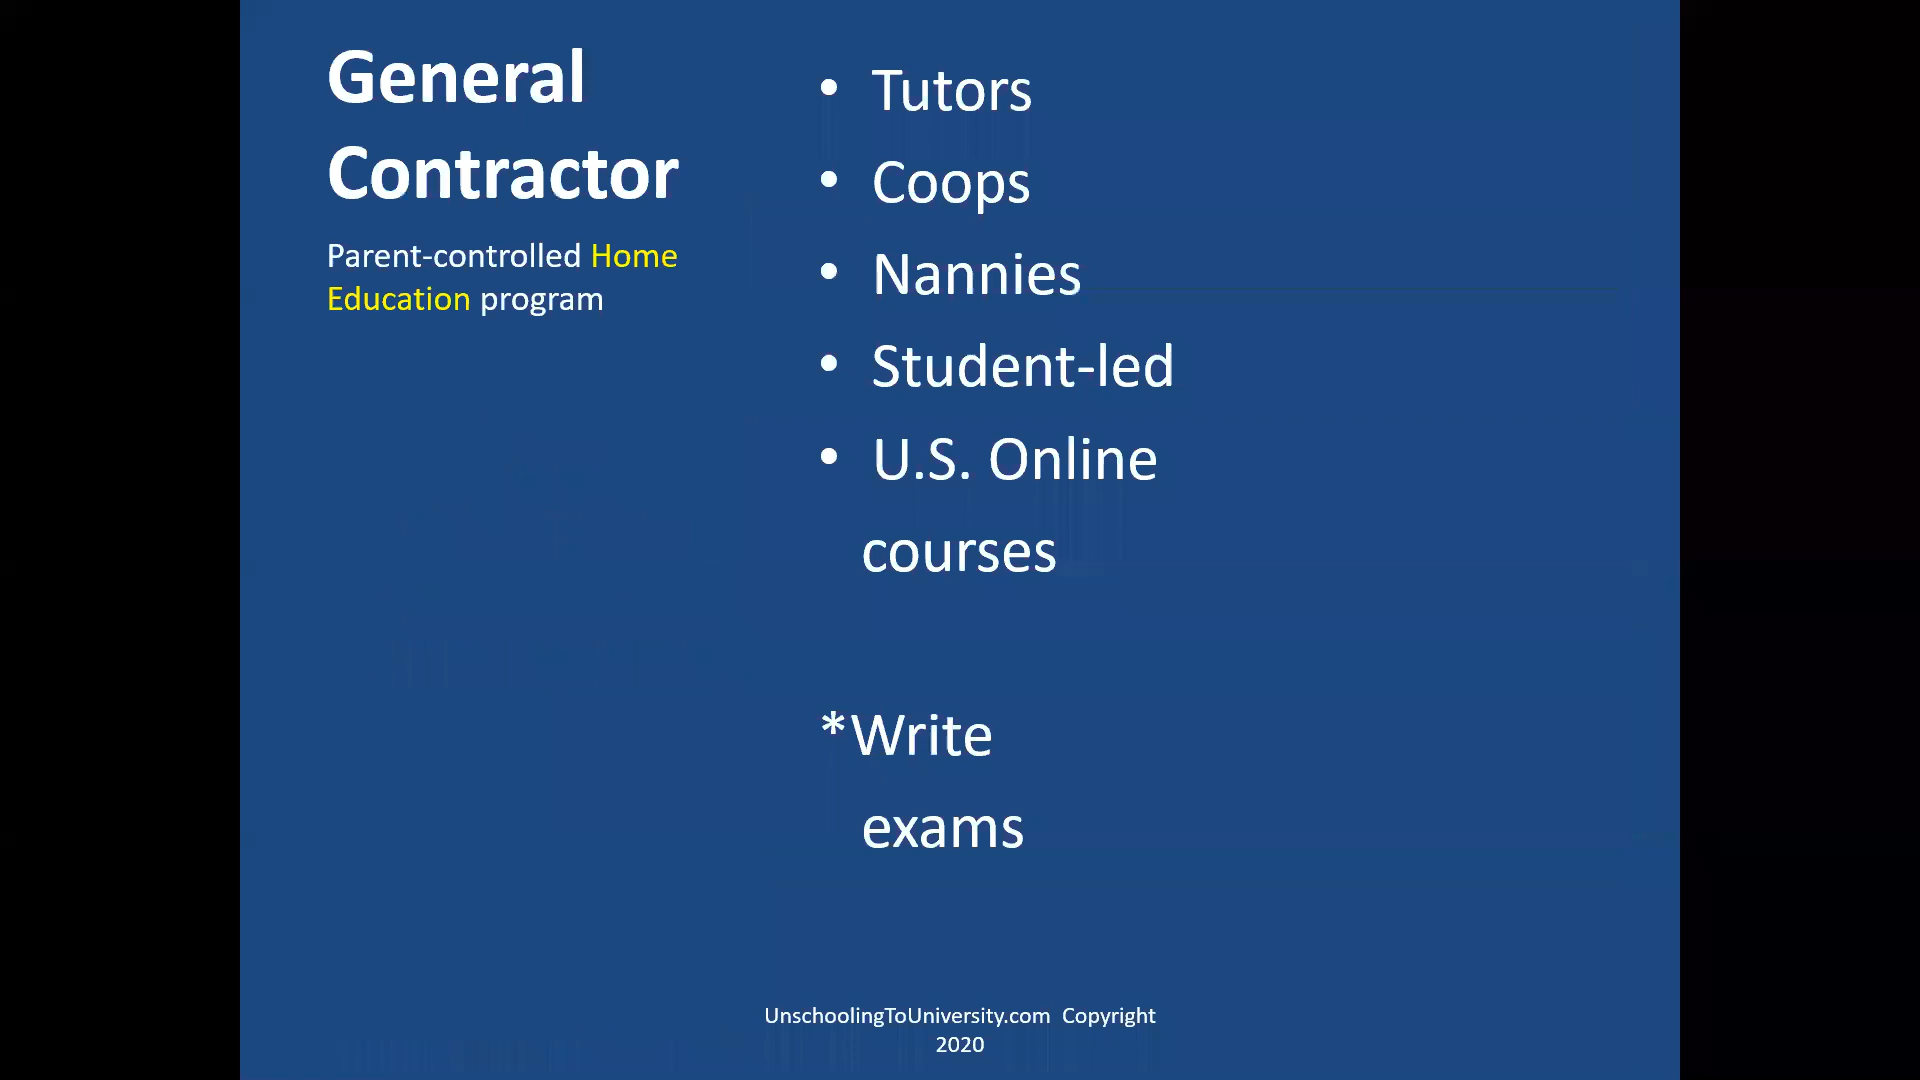 General
Contractor
Parent-controlled Home
Education program
• Tutors
• Coops
• Nannies
• Student-led
• U.S. Online
courses
*Write
exams
UnschoolingToUniversity.com Copyright
2020